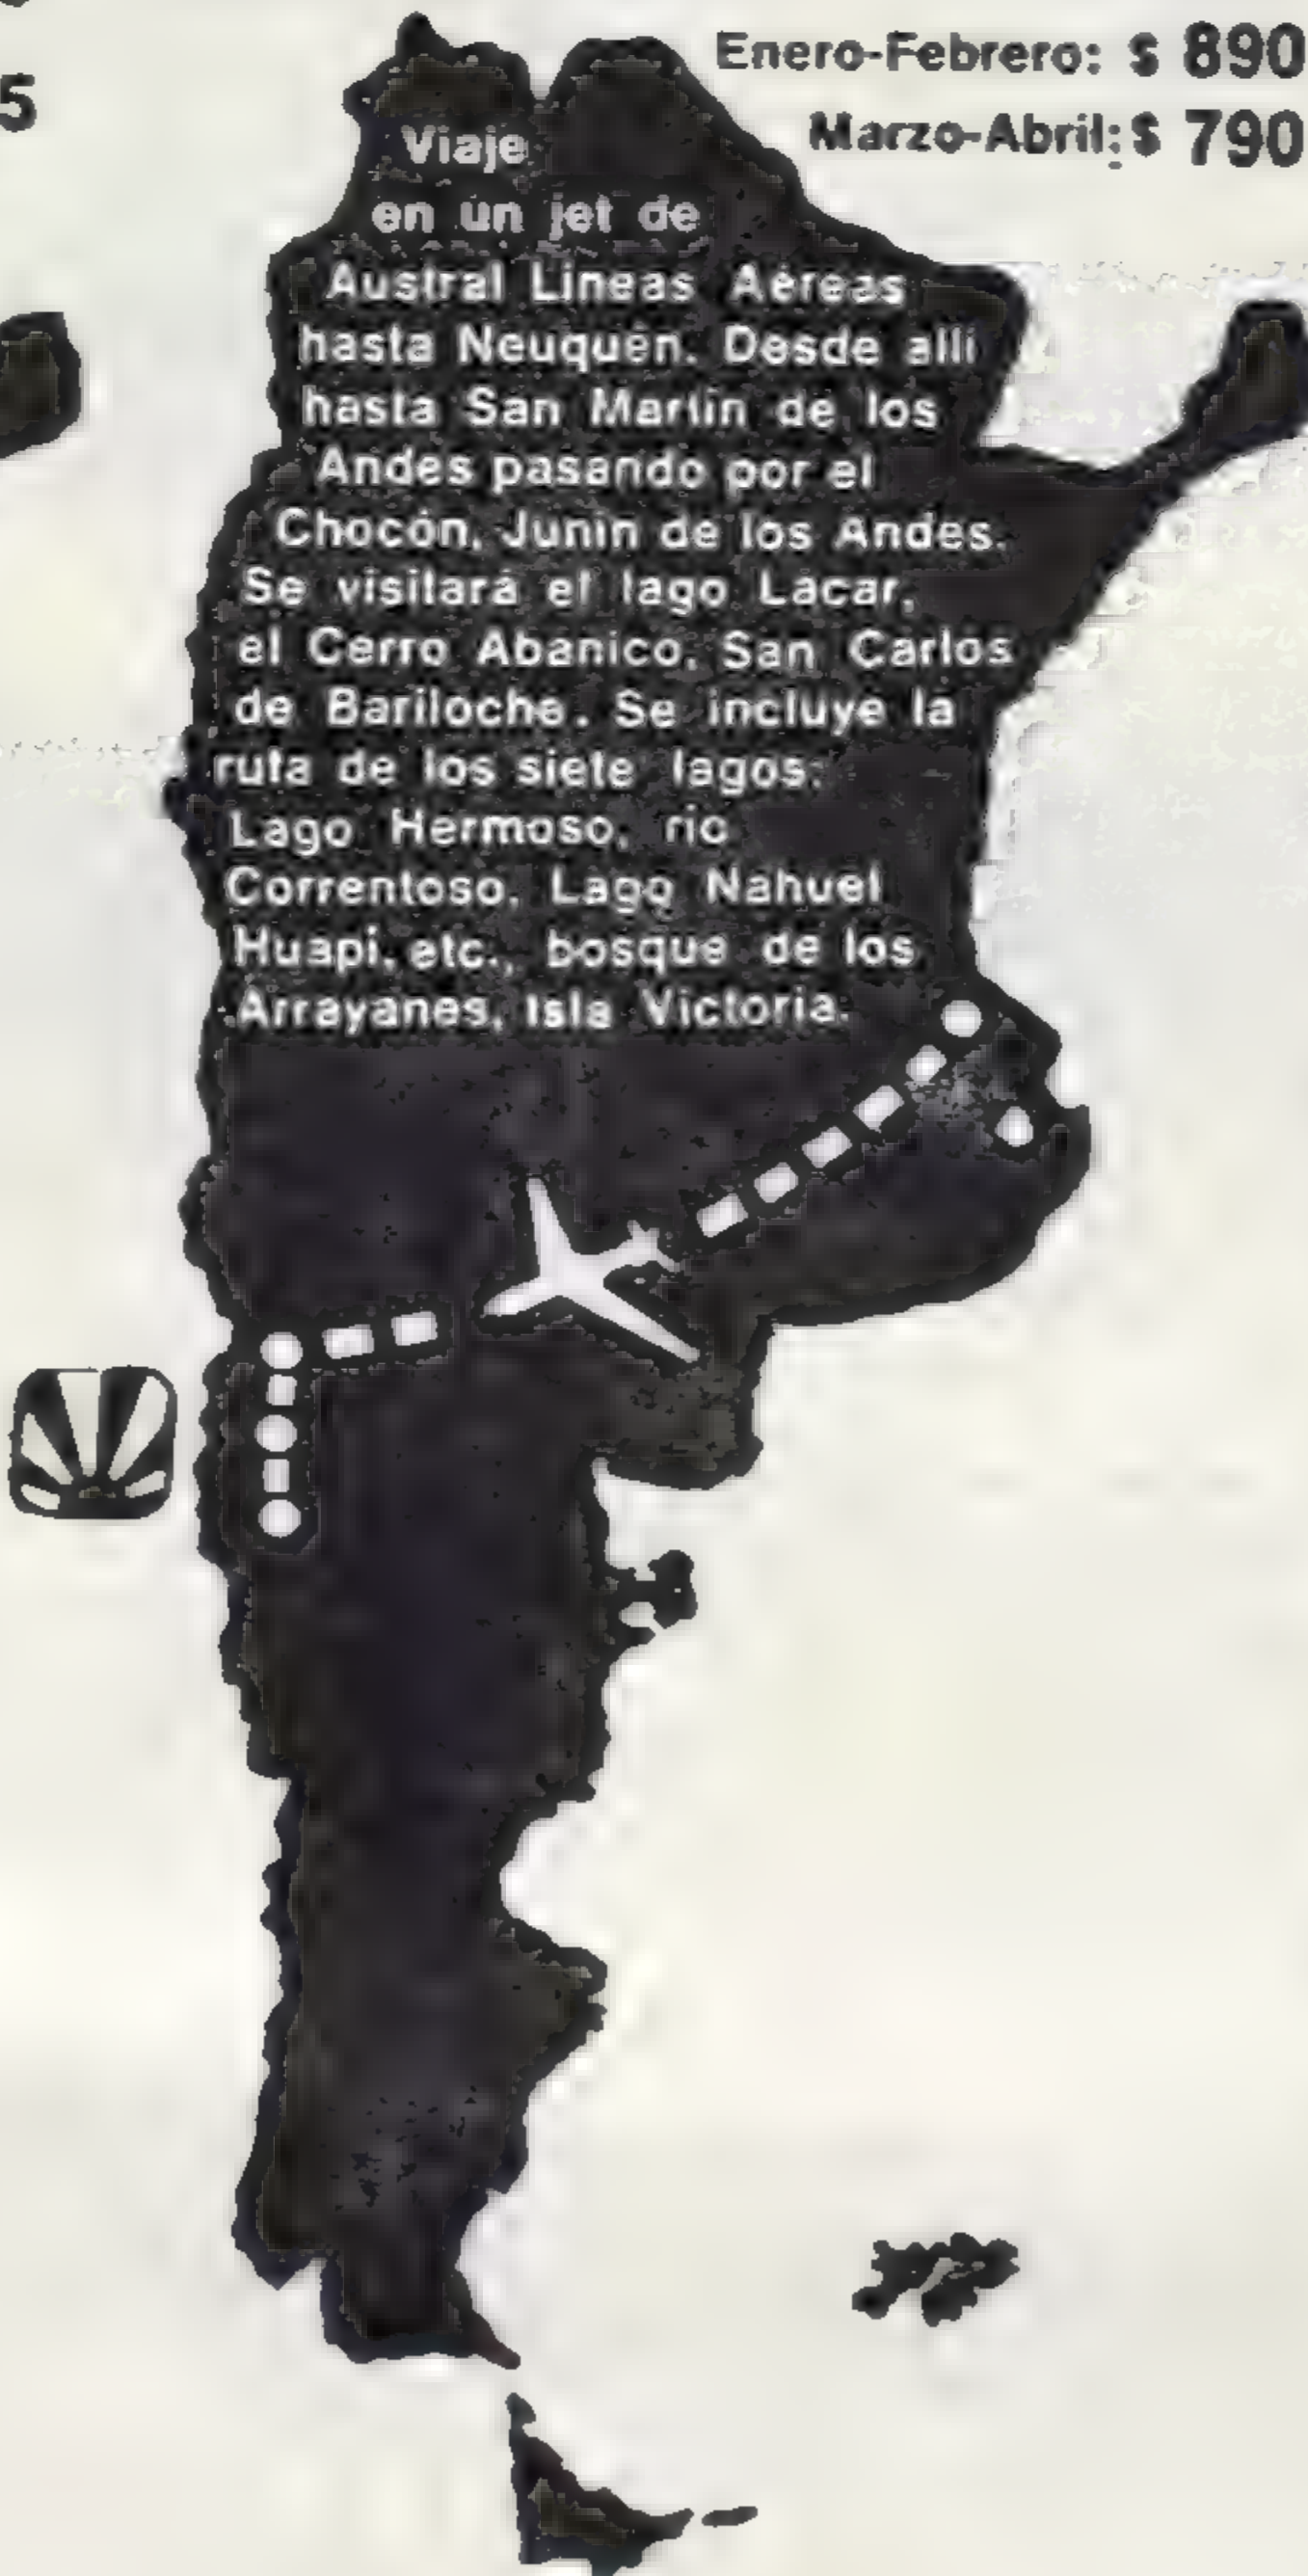 Enero-Febrero: $ 890
5
Marzo-Abril: $ 790
Viaje
en un jet de
Austral Líneas Aéreas
hasta Neuquén. Desde allí
hasta San Martín de los
Andes pasando por el
Chocón, Junín de los Andes.
Se visitará el lago Lacar,
el Cerro Abanico, San Carlos
de Bariloche. Se incluye la
ruta de los siete lagos:
Lago Hermoso, río
Correntoso, Lago Nahuel
Huapi, etc., bosque de los
Arrayanes, Isla Victoria.